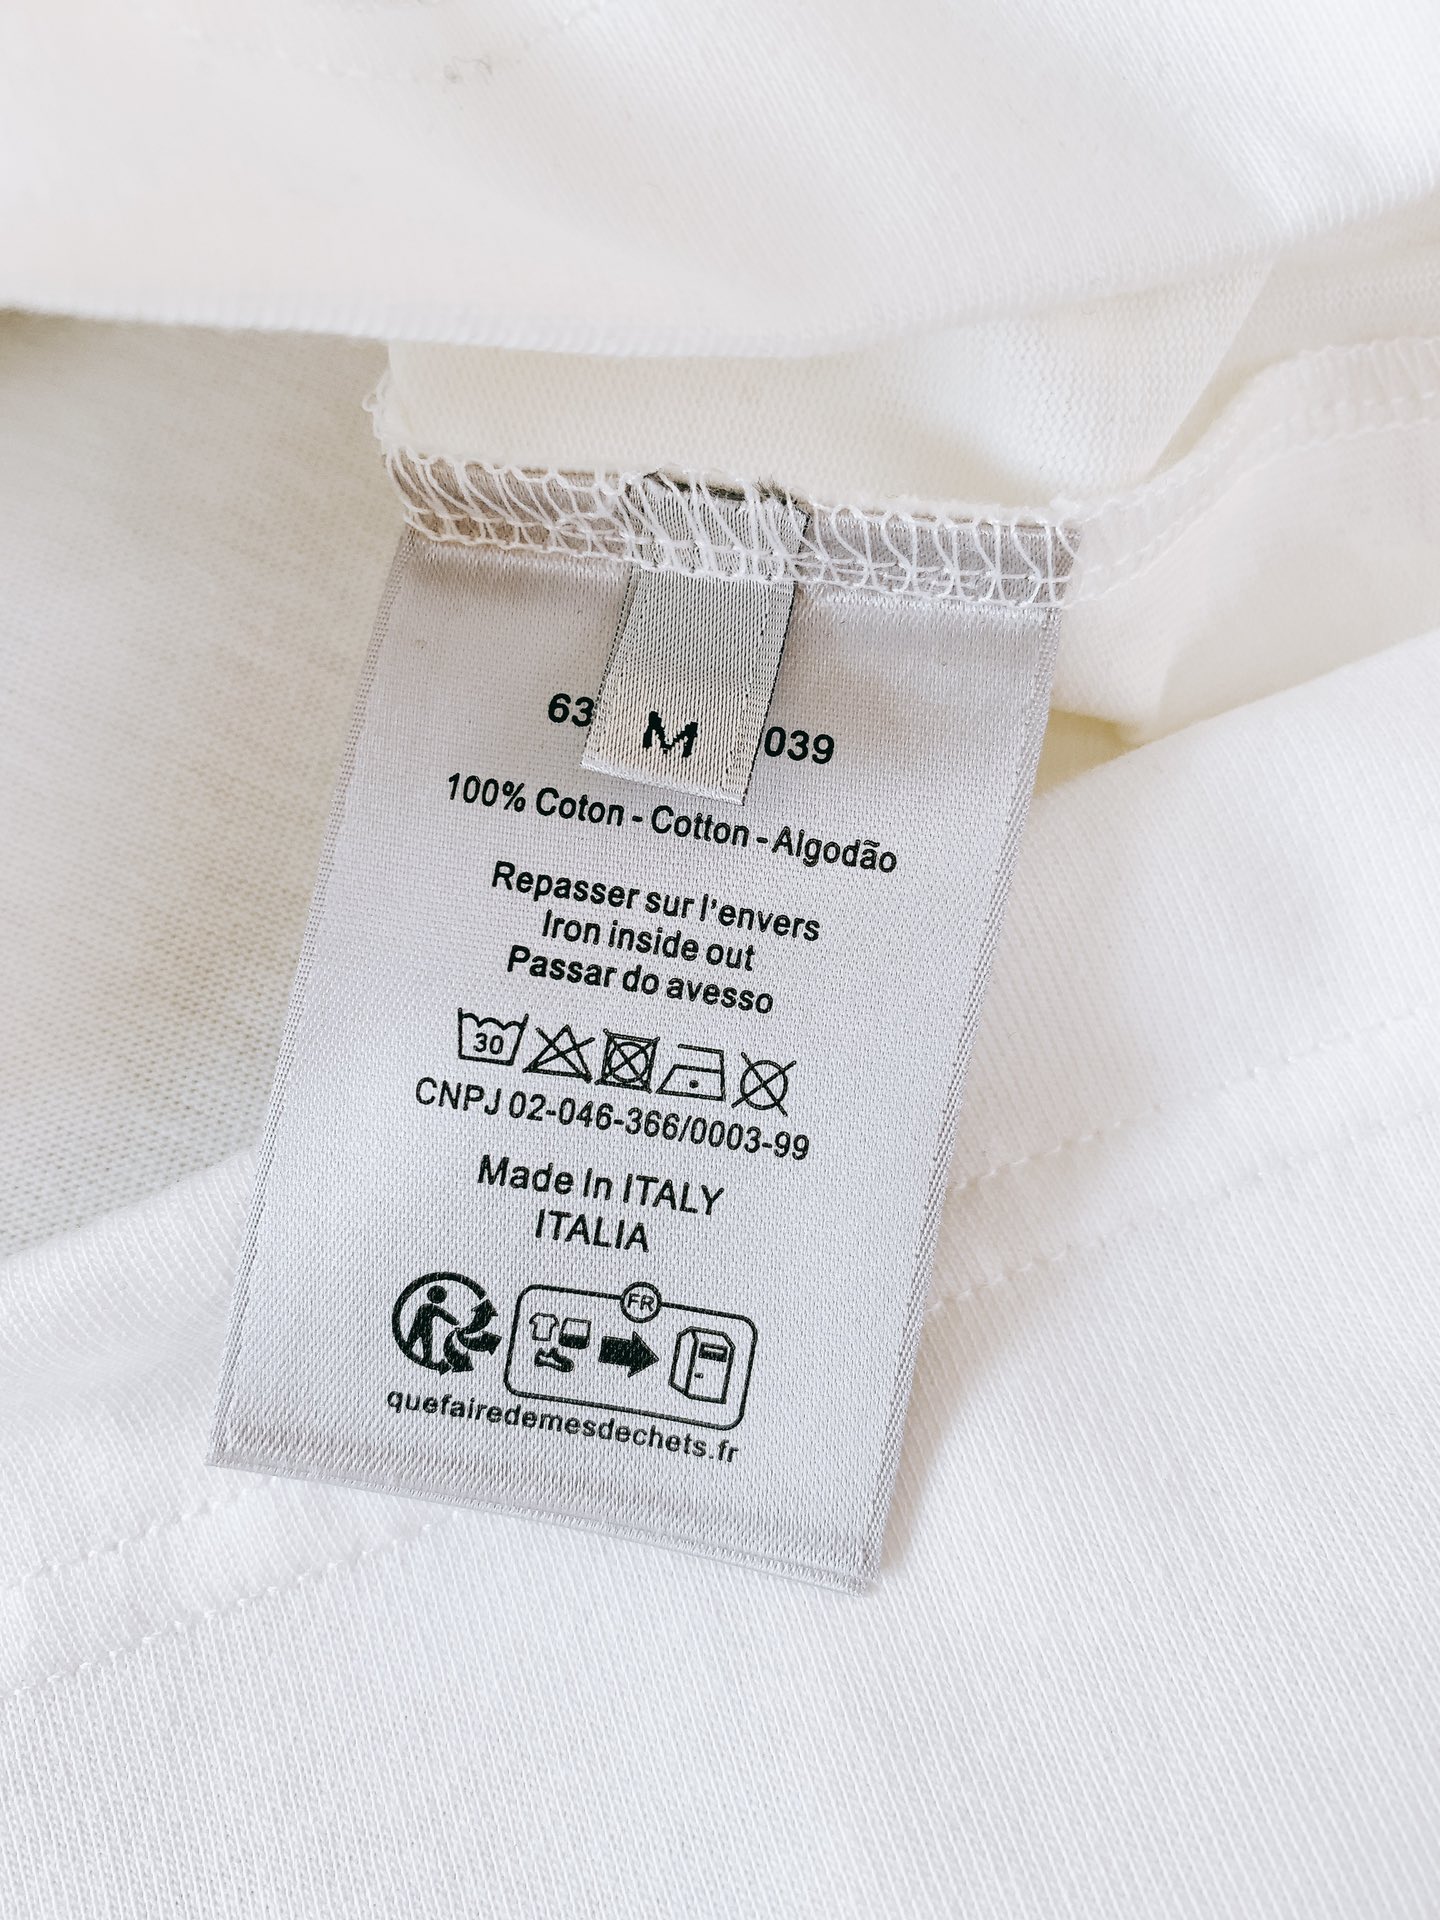 63
M
039
100% Coton - Cotton - Algodão
Repasser sur l'envers
Iron inside out
Passar do avesso
30
CNPJ 02-046-366/0003-99
Made In ITALY
ITALIA
FR
quefairedemesdechets.fr